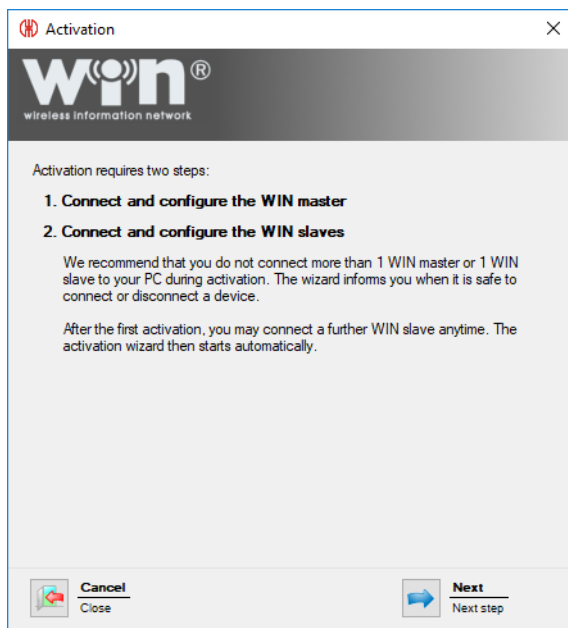 Activation
WiN®
wireless information network
Activation requires two steps:
1. Connect and configure the WIN master
2. Connect and configure the WIN slaves
We recommend that you do not connect more than 1 WIN master or 1 WIN
slave to your PC during activation. The wizard informs you when it is safe to
connect or disconnect a device.
After the first activation, you may connect a further WIN slave anytime. The
activation wizard then starts automatically.
Cancel
Close
Next
Next step